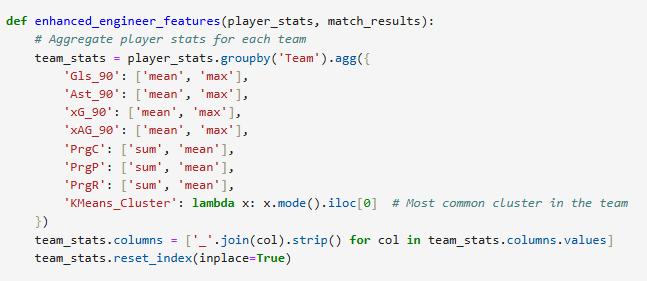 def enhanced_engineer_features(player_stats, match_results):
    # Aggregate player stats for each team
    team_stats = player_stats.groupby('Team').agg({
        'Gls_90': ['mean', 'max'],
        'Ast_90': ['mean', 'max'],
        'xG_90': ['mean', 'max'],
        'xAG_90': ['mean', 'max'],
        'PrgC': ['sum', 'mean'],
        'PrgP': ['sum', 'mean'],
        'PrgR': ['sum', 'mean'],
        'KMeans_Cluster': lambda x: x.mode().iloc[0]  # Most common cluster in the team
    })
    team_stats.columns = ['_'.join(col).strip() for col in team_stats.columns.values]
    team_stats.reset_index(inplace=True)